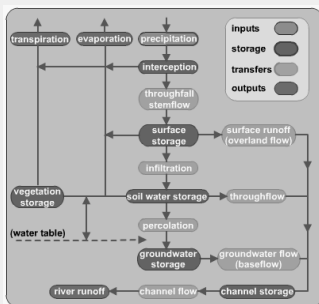 transpiration
evaporation
precipitation
inputs
storage
transfers
outputs
interception
throughfall
stemflow
surface
storage
surface runoff
(overland flow)
infiltration
vegetation
storage
soil water storage
throughflow
percolation
(water table)
groundwater
storage
groundwater flow
(baseflow)
river runoff
channel flow
channel storage